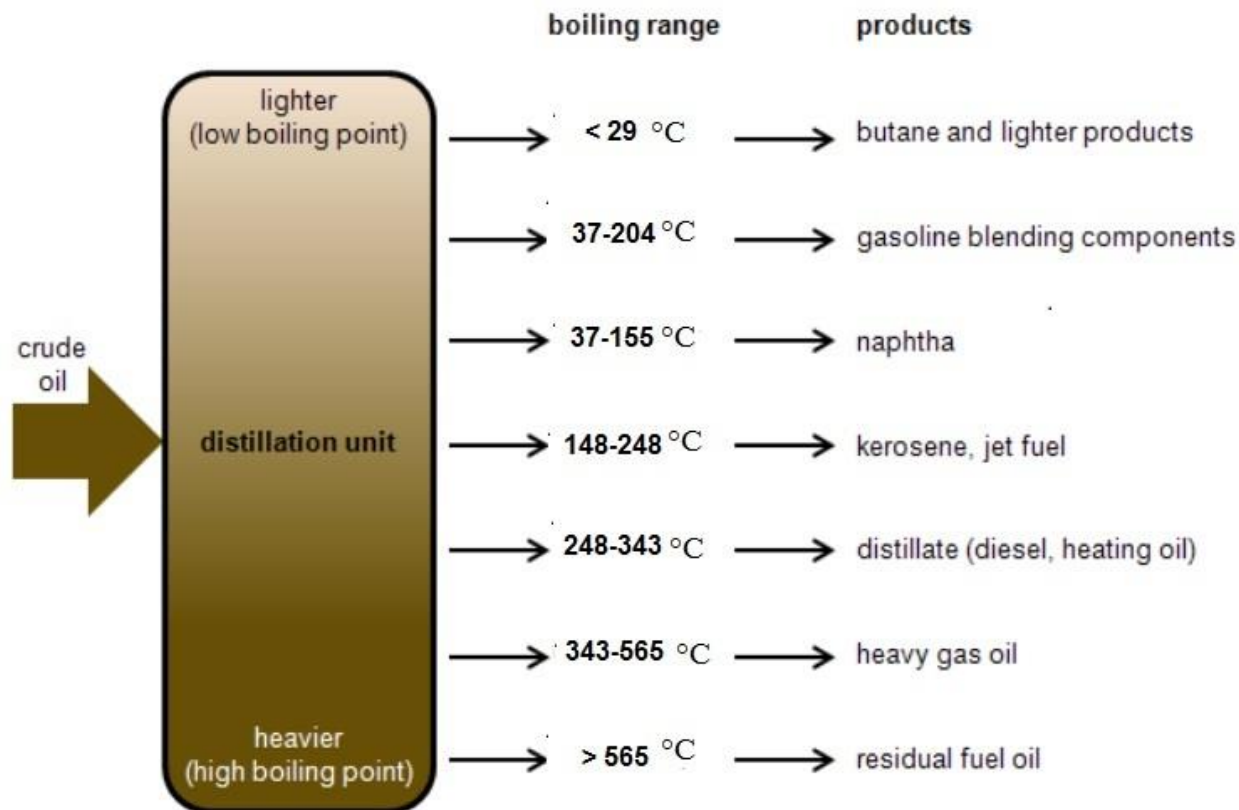 boiling range products
lighter
(low boiling point)
< 29 °C
butane and lighter products
37-204 °C
gasoline blending components
37-155 °C
naphtha
crude
oil
distillation unit
148-248 °C
kerosene, jet fuel
248-343 °C
distillate (diesel, heating oil)
343-565 °C
heavy gas oil
heavier
(high boiling point)
> 565 °C
residual fuel oil